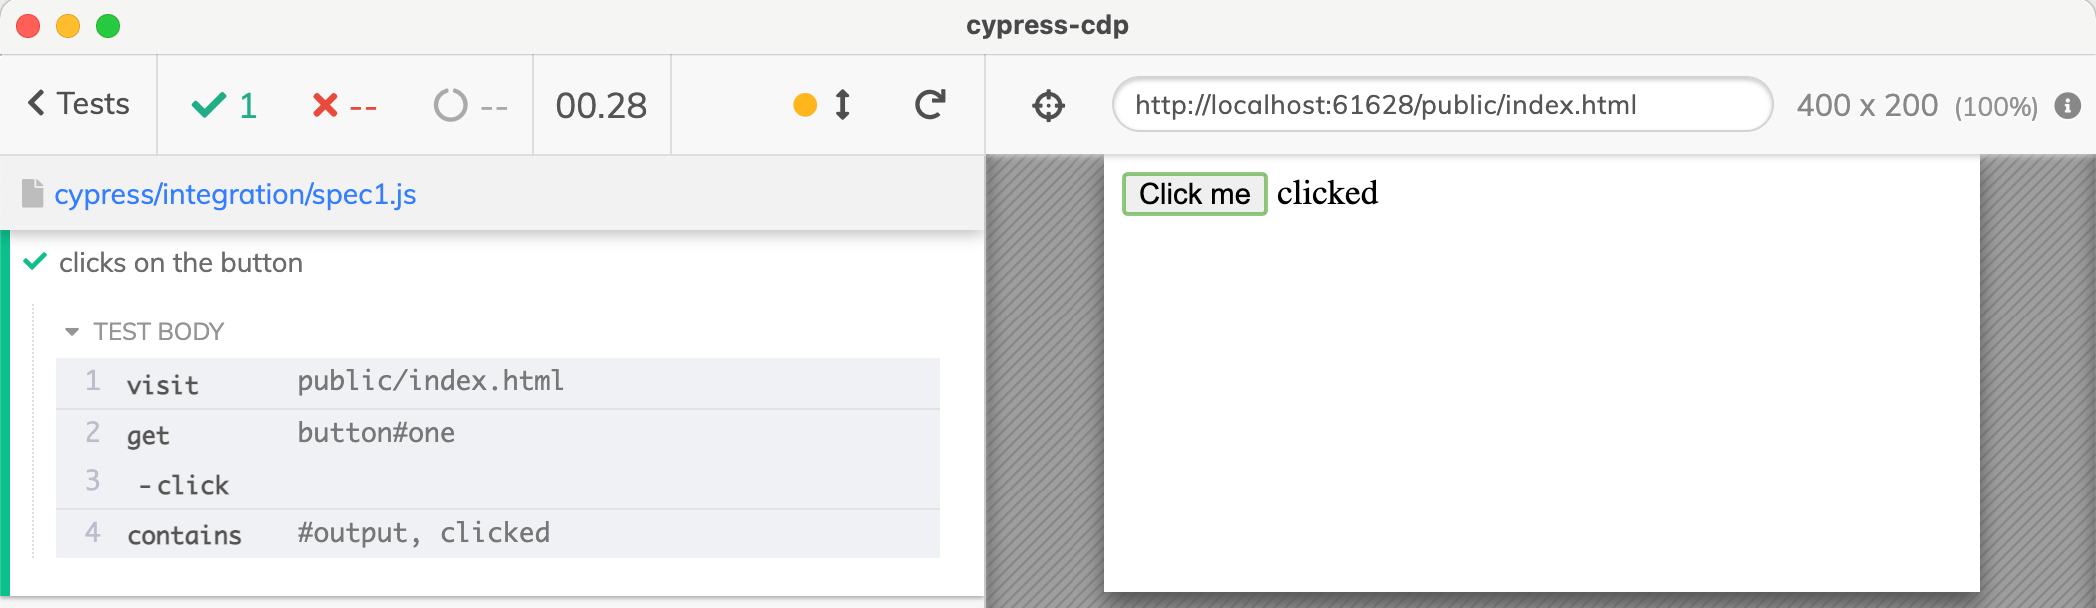 cypress-cdp
Tests 1 -- -- 00.28
http://localhost:61628/public/index.html 400 x 200 (100%)
cypress/integration/spec1.js
clicks on the button
TEST BODY
1 visit public/index.html
2 get button#one
3 -click
4 contains #output, clicked
Click me clicked